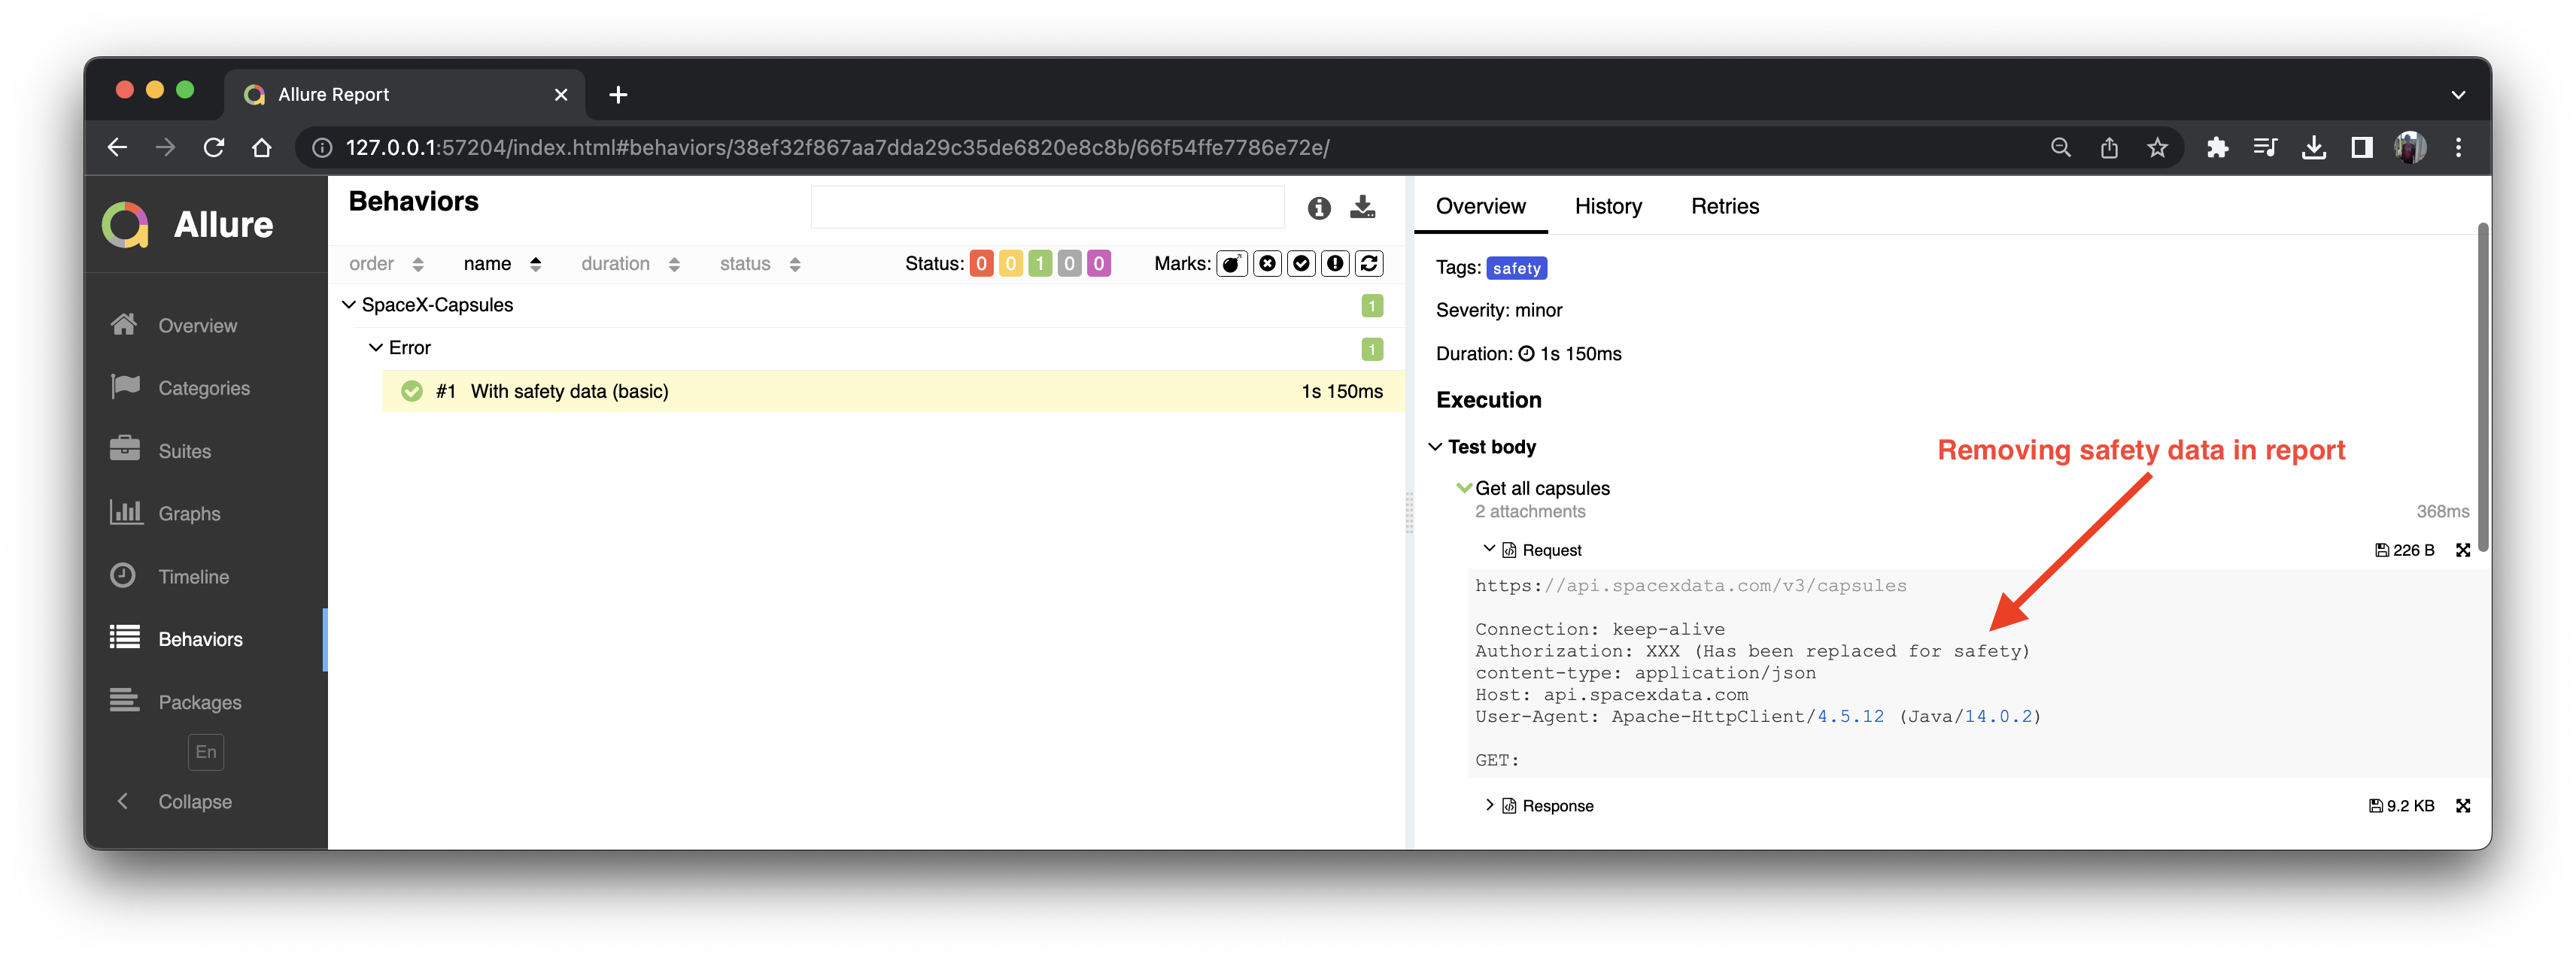 Allure Report
127.0.0.1:57204/index.html#behaviors/38ef32f867aa7dda29c35de6820e8c8b/66f54ffe7786e72e/
Allure
Overview
Categories
Suites
Graphs
Timeline
Behaviors
Packages
En
Collapse
Behaviors
order name duration status Status: 0 0 1 0 0 Marks:
SpaceX-Capsules 1
Error 1
#1 With safety data (basic) 1s 150ms
Overview History Retries
Tags: safety
Severity: minor
Duration: 1s 150ms
Execution
Test body
Removing safety data in report
Get all capsules
2 attachments 368ms
Request 226 B
https://api.spacexdata.com/v3/capsules
Connection: keep-alive
Authorization: XXX (Has been replaced for safety)
content-type: application/json
Host: api.spacexdata.com
User-Agent: Apache-HttpClient/4.5.12 (Java/14.0.2)
GET:
Response 9.2 KB